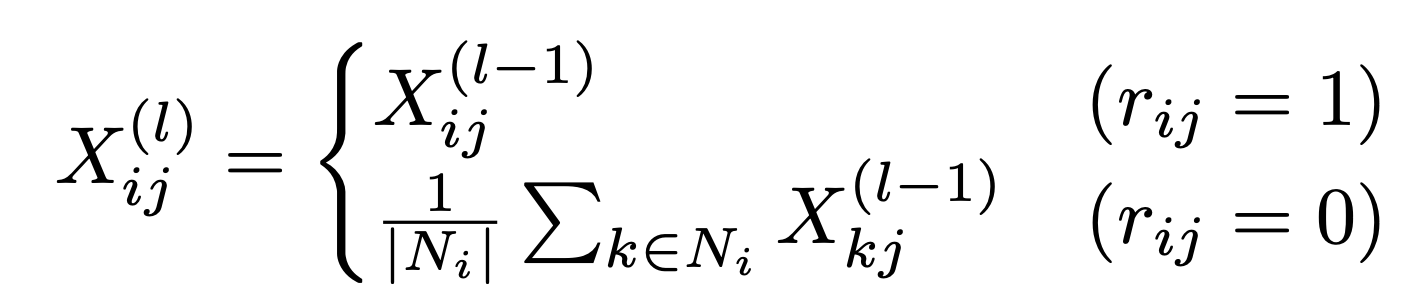 $X_{ij}^{(l)} = \begin{cases} X_{ij}^{(l-1)} & (r_{ij} = 1) \\ \frac{1}{|N_i|} \sum_{k \in N_i} X_{kj}^{(l-1)} & (r_{ij} = 0) \end{cases}$